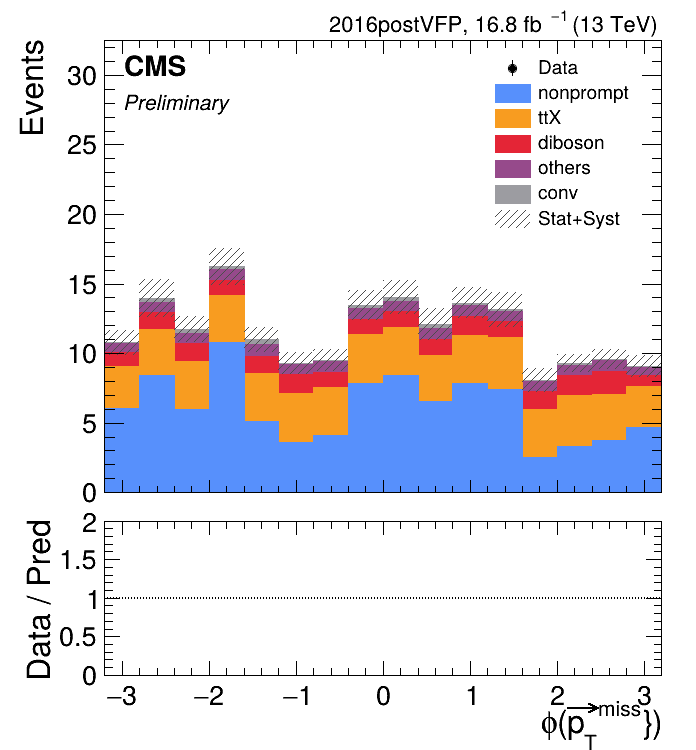 2016postVFP, 16.8 fb⁻¹ (13 TeV)
CMS
Preliminary
Events
30
25
20
15
10
5
0
Data
nonprompt
ttX
diboson
others
conv
Stat+Syst
Data / Pred
2
1.5
1
0.5
0
−3 −2 −1 0 1 2 3
ϕ(p⃗_T^miss})